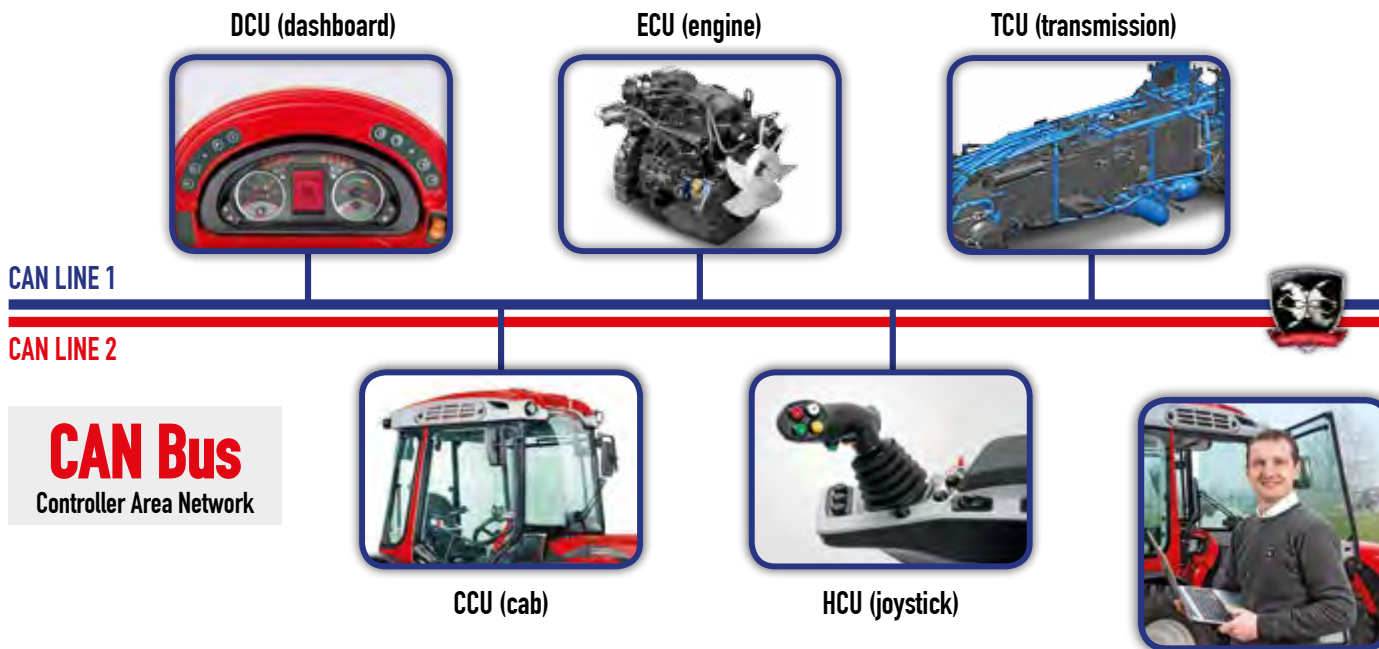 DCU (dashboard)
ECU (engine)
TCU (transmission)
CAN LINE 1
CAN LINE 2
CAN Bus
Controller Area Network
CCU (cab)
HCU (joystick)